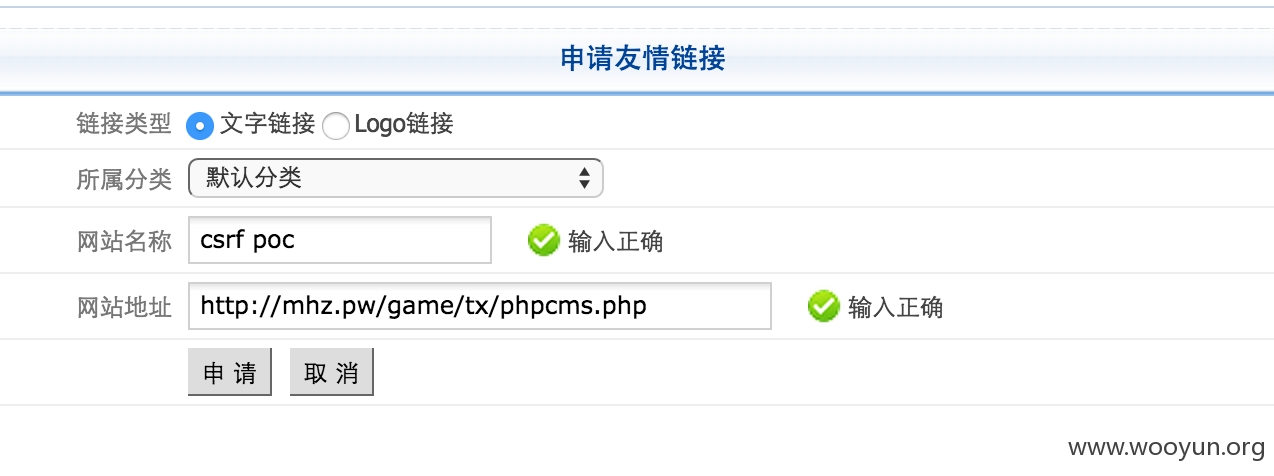 申请友情链接
链接类型 文字链接 Logo链接
所属分类 默认分类
网站名称 csrf poc 输入正确
网站地址 http://mhz.pw/game/tx/phpcms.php 输入正确
申 请 取 消
www.wooyun.org